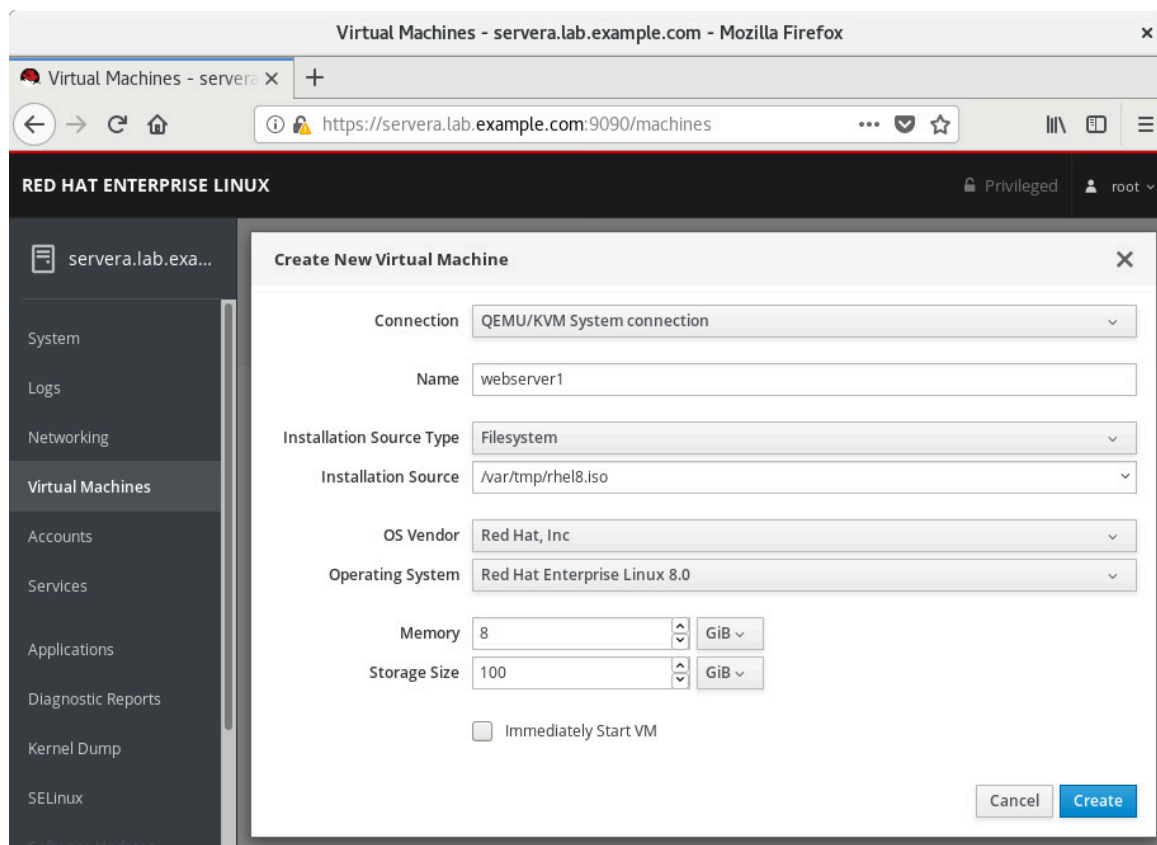 Virtual Machines - servera.lab.example.com - Mozilla Firefox
Virtual Machines - servera
https://servera.lab.example.com:9090/machines
RED HAT ENTERPRISE LINUX
Privileged
root
servera.lab.exa...
Create New Virtual Machine
Connection QEMU/KVM System connection
System
Name webserver1
Logs
Networking
Installation Source Type Filesystem
Installation Source /var/tmp/rhel8.iso
Virtual Machines
Accounts
OS Vendor Red Hat, Inc
Operating System Red Hat Enterprise Linux 8.0
Services
Memory 8 GiB
Applications
Storage Size 100 GiB
Diagnostic Reports
Immediately Start VM
Kernel Dump
SELinux
Cancel Create